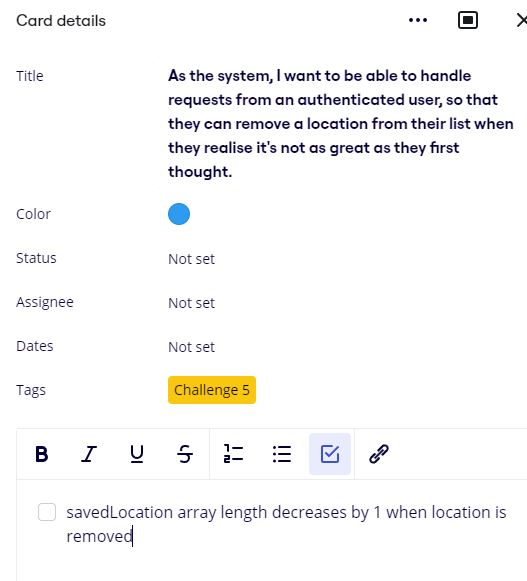 Card details
Title
As the system, I want to be able to handle
requests from an authenticated user, so that
they can remove a location from their list when
they realise it's not as great as they first
thought.
Color
Status
Not set
Assignee
Not set
Dates
Not set
Tags
Challenge 5
B I U S
savedLocation array length decreases by 1 when location is
removed